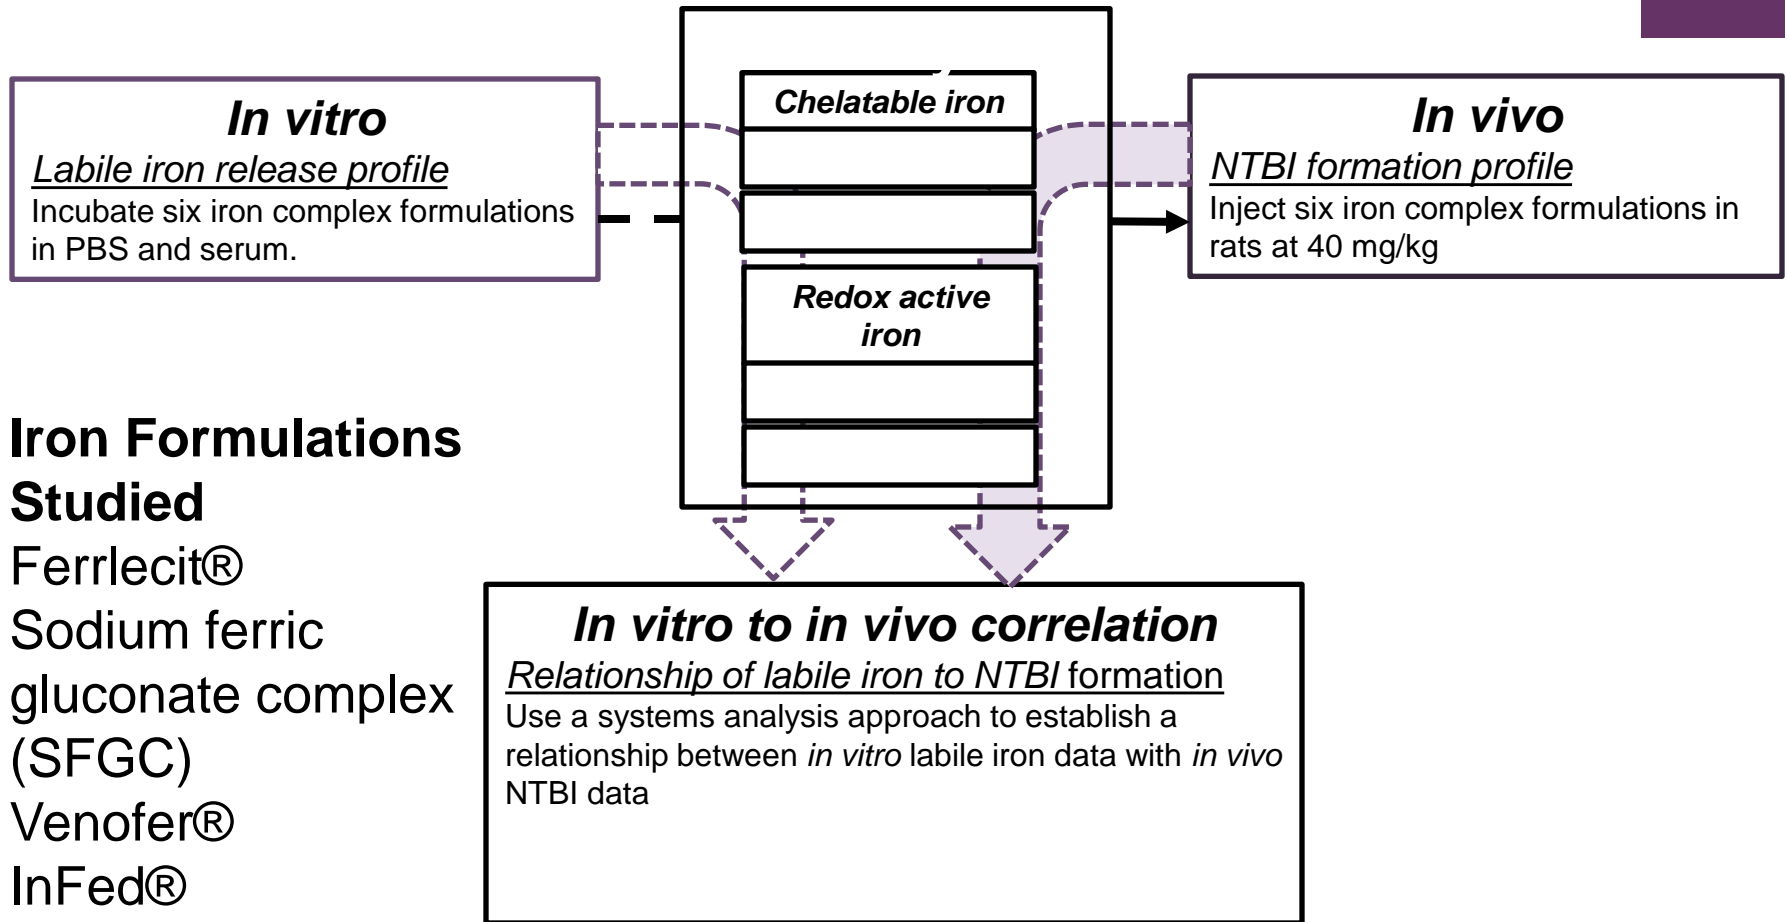 In vitro
Labile iron release profile
Incubate six iron complex formulations
in PBS and serum.
Chelatable iron
Redox active
iron
In vivo
NTBI formation profile
Inject six iron complex formulations in
rats at 40 mg/kg
Iron Formulations
Studied
Ferrlecit®
Sodium ferric
gluconate complex
(SFGC)
Venofer®
InFed®
In vitro to in vivo correlation
Relationship of labile iron to NTBI formation
Use a systems analysis approach to establish a
relationship between in vitro labile iron data with in vivo
NTBI data